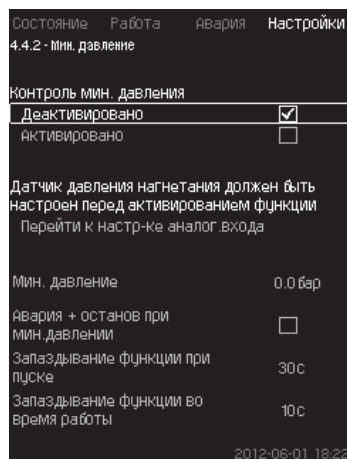 Состояние Работа Авария Настройки
4.4.2 - Мин. давление
Контроль мин. давления
Деактивировано
Активировано
Датчик давления нагнетания должен быть
настроен перед активированием функции
Перейти к настр-ке аналог.входа
Мин. давление 0.0 бар
Авария + останов при
мин.давлении
Запаздывание функции при 30с
пуске
Запаздывание функции во 10с
время работы
2012-06-01 18:22